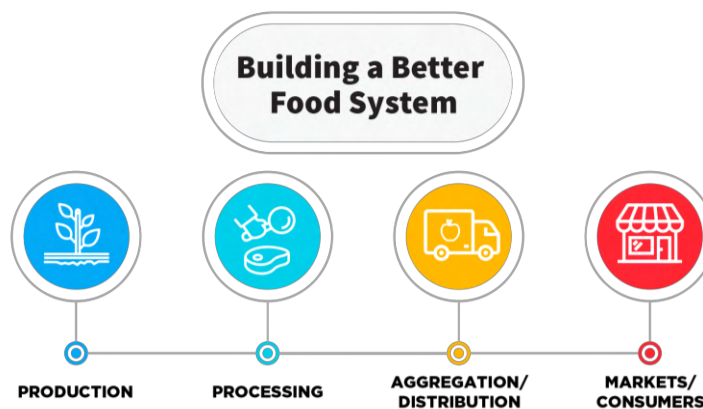 Building a Better
Food System
PRODUCTION
PROCESSING
AGGREGATION/
DISTRIBUTION
MARKETS/
CONSUMERS